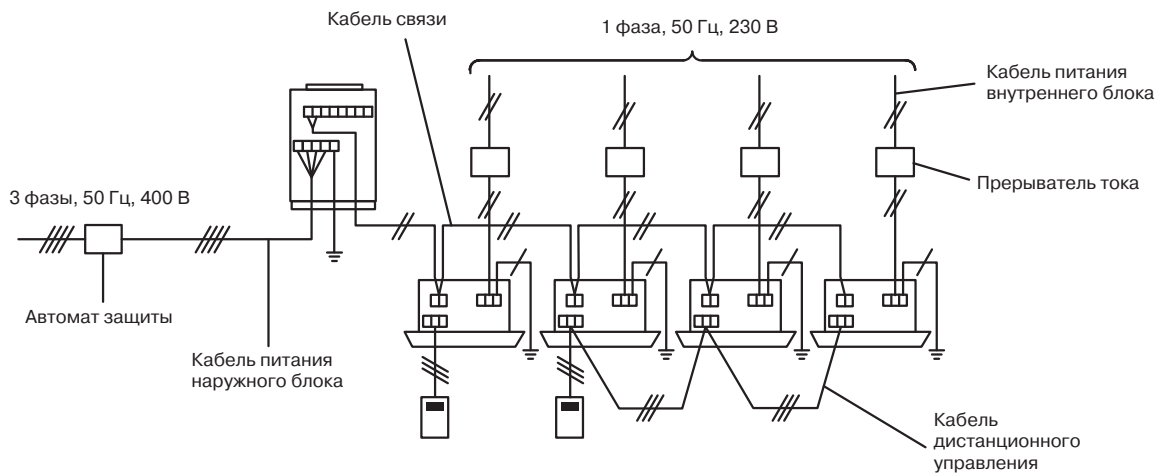 Кабель связи
1 фаза, 50 Гц, 230 В
Кабель питания
внутреннего блока
3 фазы, 50 Гц, 400 В
Прерыватель тока
Автомат защиты
Кабель питания
наружного блока
Кабель
дистанционного
управления